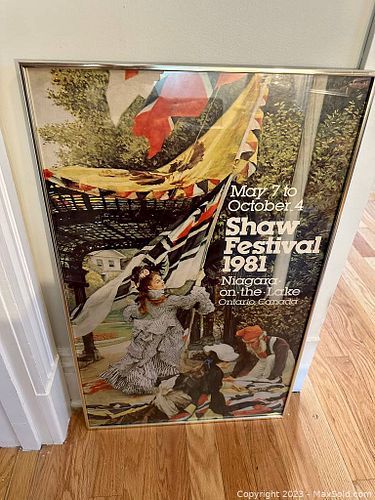 May 7 to
October 4
Shaw
Festival
1981
Niagara
on-the-Lake
Ontario, Canada
Copyright 2023 - MaxSold.com